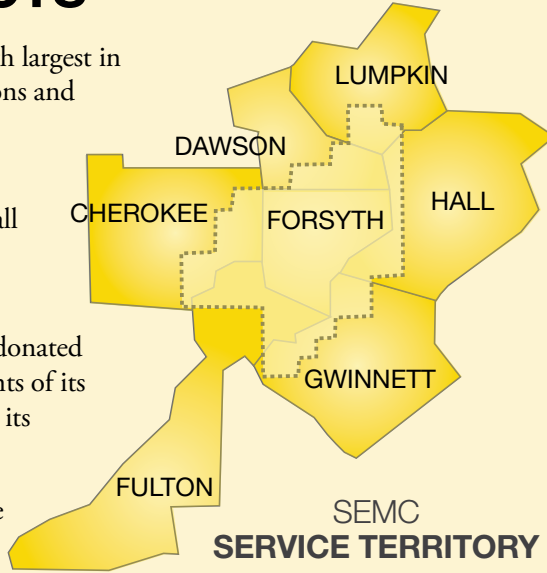 h largest in
ons and
all
donated
nts of its
its
e
LUMPKIN
DAWSON
CHEROKEE
FORSYTH
HALL
GWINNETT
FULTON
SEMC
SERVICE TERRITORY